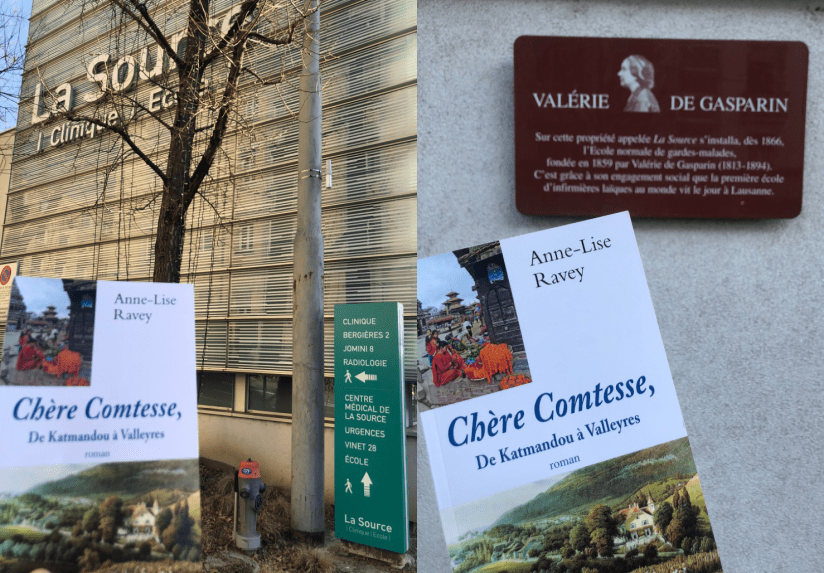 La Source
Clinique Ecole
Anne-Lise
Ravey
Chère Comtesse,
De Katmandou à Valleyres
roman
CLINIQUE
BERGIÈRES 2
JOMINI 8
RADIOLOGIE
CENTRE
MÉDICAL DE
LA SOURCE
URGENCES
VINET 28
ÉCOLE
La Source
| Clinique | École |
VALÉRIE DE GASPARIN
Sur cette propriété appelée La Source s'installa, dès 1866,
l'Ecole normale de gardes-malades,
fondée en 1859 par Valérie de Gasparin (1813-1894).
C'est grâce à son engagement social que la première école
d'infirmières laïques au monde vit le jour à Lausanne.
Anne-Lise
Ravey
Chère Comtesse,
De Katmandou à Valleyres
roman